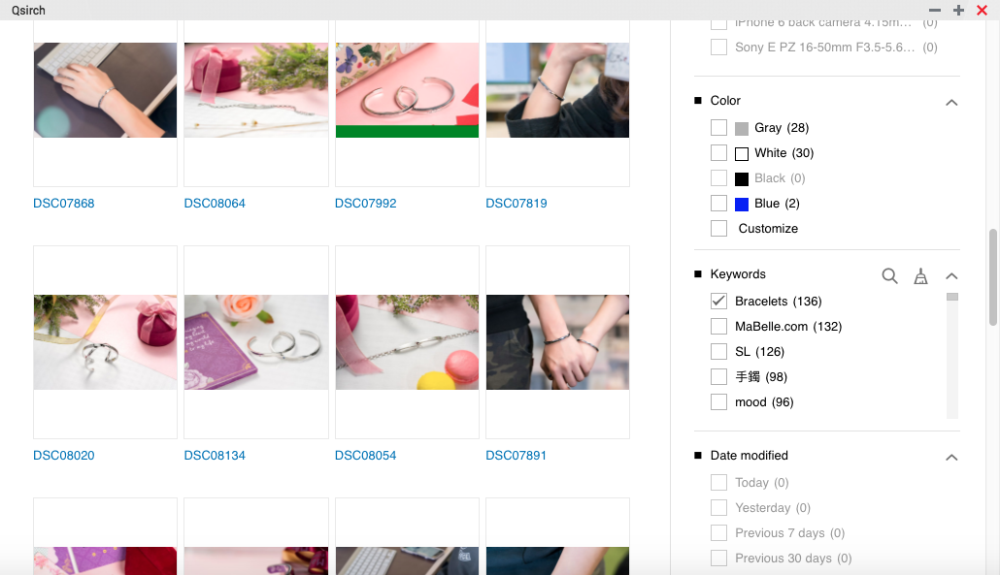 Qsirch
iPhone 6 back camera 4.15m... (0)
Sony E PZ 16-50mm F3.5-5.6... (0)
Color
Gray (28)
White (30)
Black (0)
Blue (2)
Customize
DSC07868
DSC08064
DSC07992
DSC07819
Keywords
Bracelets (136)
MaBelle.com (132)
SL (126)
手鐲 (98)
mood (96)
DSC08020
DSC08134
DSC08054
DSC07891
Date modified
Today (0)
Yesterday (0)
Previous 7 days (0)
Previous 30 days (0)